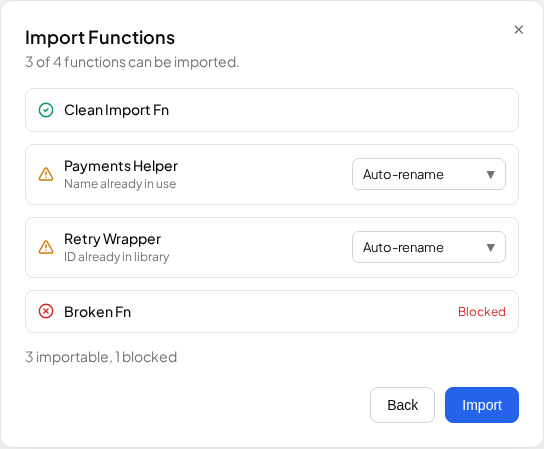 Import Functions
3 of 4 functions can be imported.
Clean Import Fn
Payments Helper
Name already in use
Auto-rename
Retry Wrapper
ID already in library
Auto-rename
Broken Fn
Blocked
3 importable, 1 blocked
Back
Import